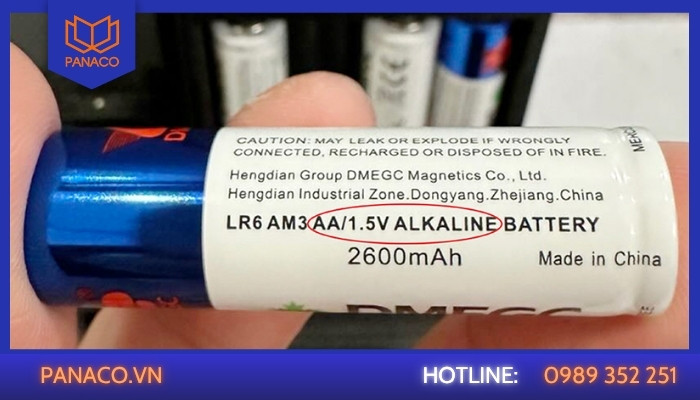 PANACO
CAUTION: MAY LEAK OR EXPLODE IF WRONGLY
CONNECTED, RECHARGED OR DISPOSED OF IN FIRE.
Hengdian Group DMEGC Magnetics Co., Ltd.
Hengdian Industrial Zone.Dongyang.Zhejiang.China
LR6 AM3 AA/1.5V ALKALINE BATTERY
2600mAh
Made in China
DMEGC
PANACO.VN
HOTLINE: 0989 352 251